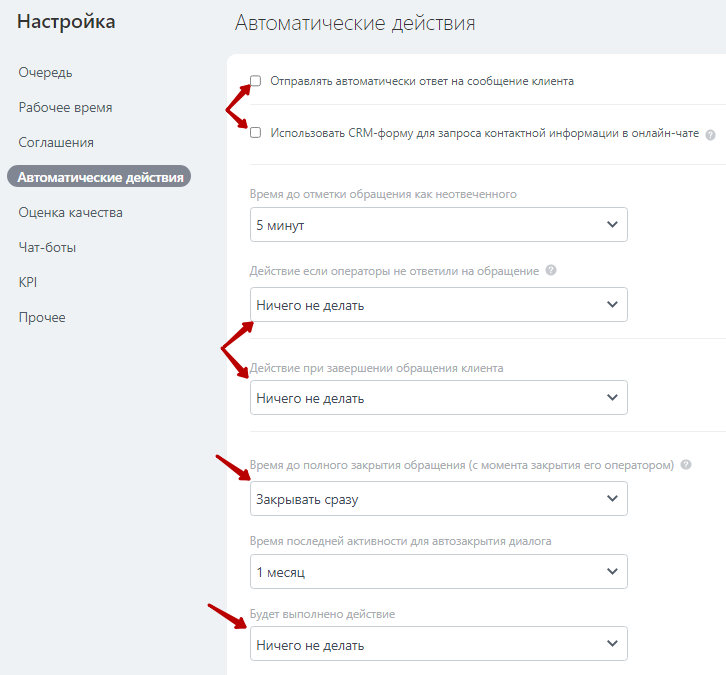 Настройка
Очередь
Рабочее время
Соглашения
Автоматические действия
Оценка качества
Чат-боты
KPI
Прочее
Автоматические действия
Отправлять автоматически ответ на сообщение клиента
Использовать CRM-форму для запроса контактной информации в онлайн-чате ?
Время до отметки обращения как неотвеченного
5 минут
Действие если операторы не ответили на обращение ?
Ничего не делать
Действие при завершении обращения клиента
Ничего не делать
Время до полного закрытия обращения (с момента закрытия его оператором) ?
Закрывать сразу
Время последней активности для автозакрытия диалога
1 месяц
Будет выполнено действие
Ничего не делать